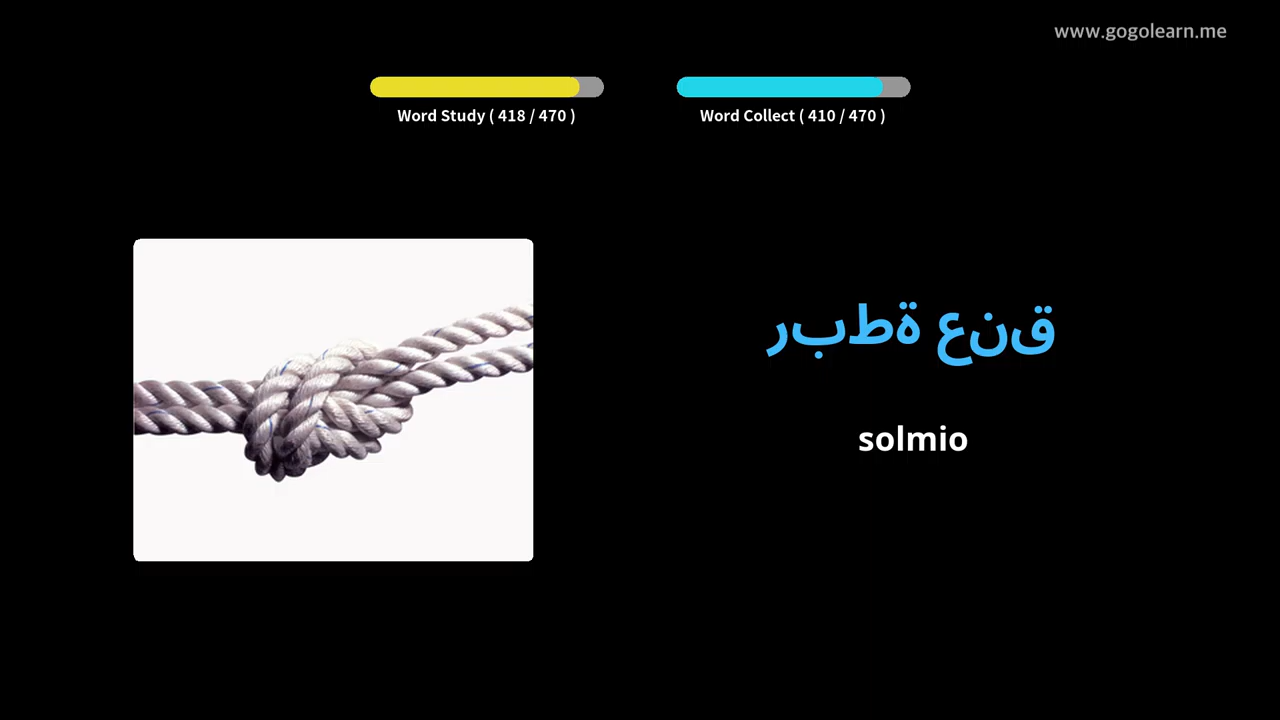 www.gogolearn.me
Word Study ( 418 / 470 )
Word Collect ( 410 / 470 )
ربطة عنق
solmio